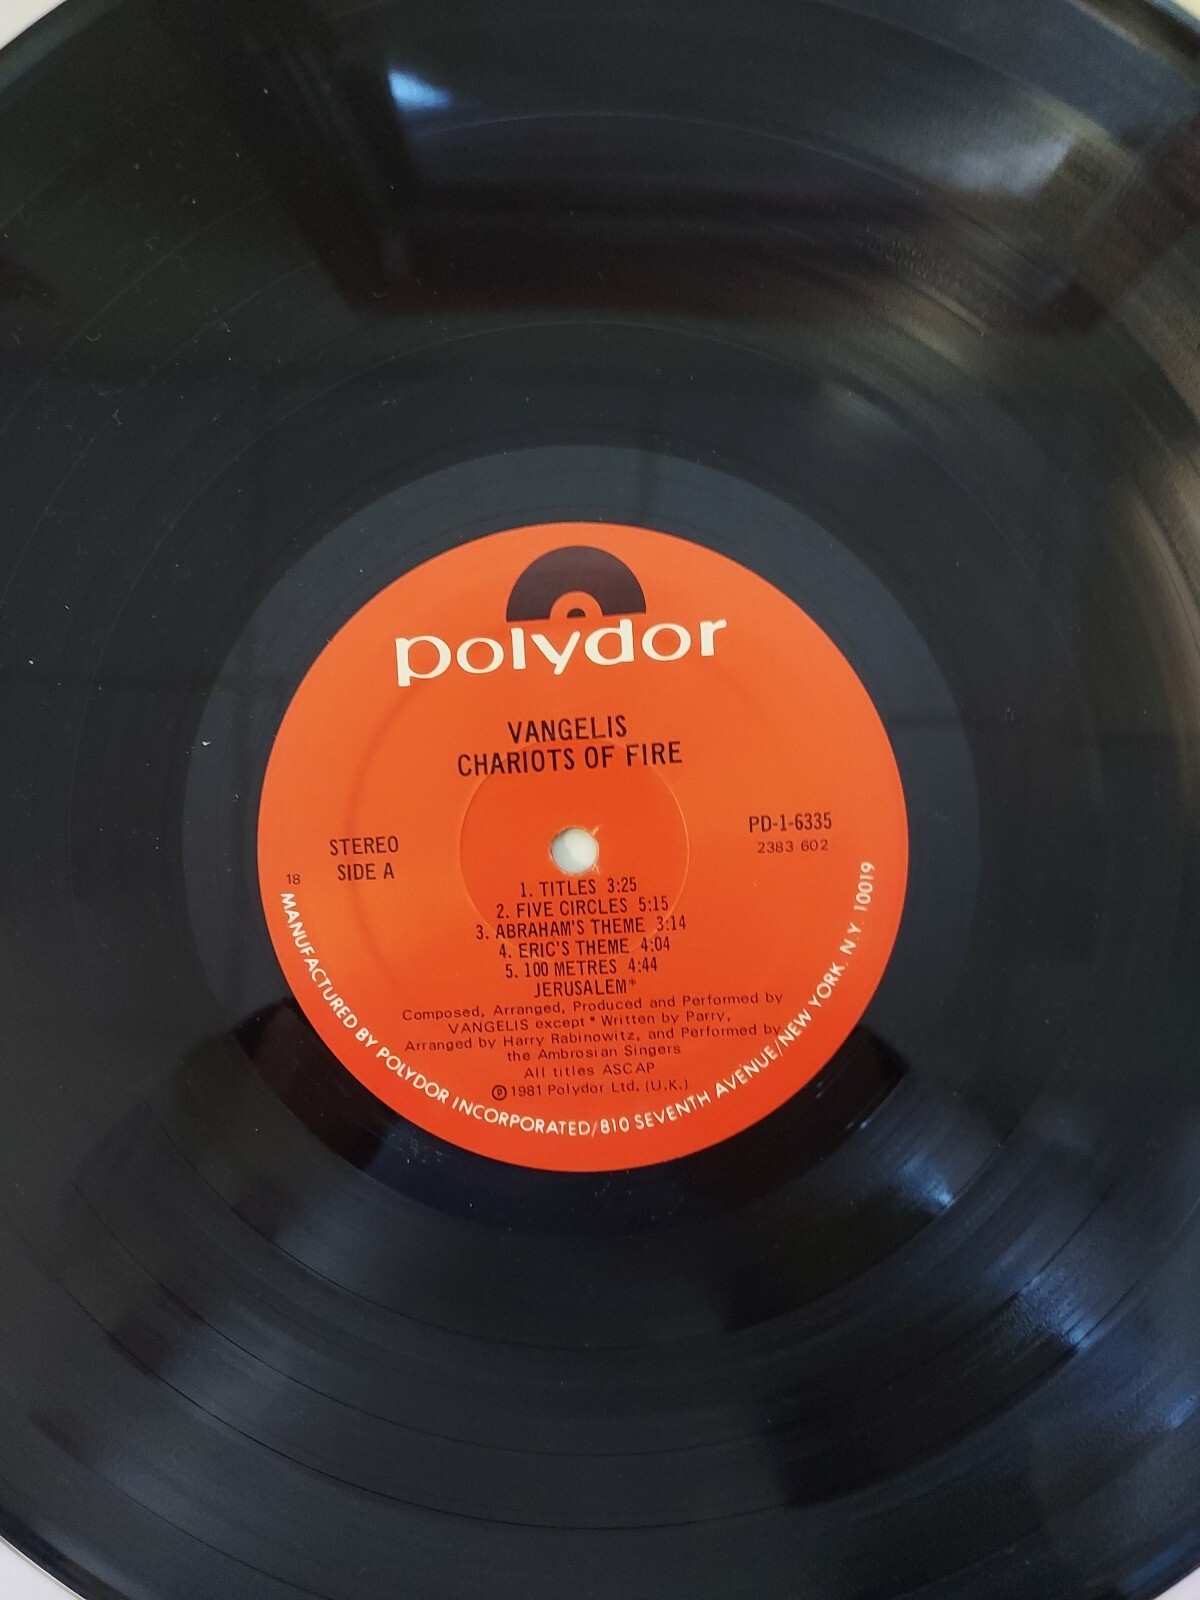 polydor
VANGELIS
CHARIOTS OF FIRE
STEREO
SIDE A
18
PD-1-6335
2383 602
1. TITLES 3:25
2. FIVE CIRCLES 5:15
3. ABRAHAM'S THEME 3:14
4. ERIC'S THEME 4:04
5. 100 METRES 4:44
JERUSALEM*
Composed, Arranged, Produced and Performed by
VANGELIS except * Written by Parry,
Arranged by Harry Rabinowitz, and Performed by
the Ambrosian Singers
All titles ASCAP
℗ 1981 Polydor Ltd. (U.K.)
MANUFACTURED BY POLYDOR INCORPORATED/810 SEVENTH AVENUE/NEW YORK, N.Y. 10019